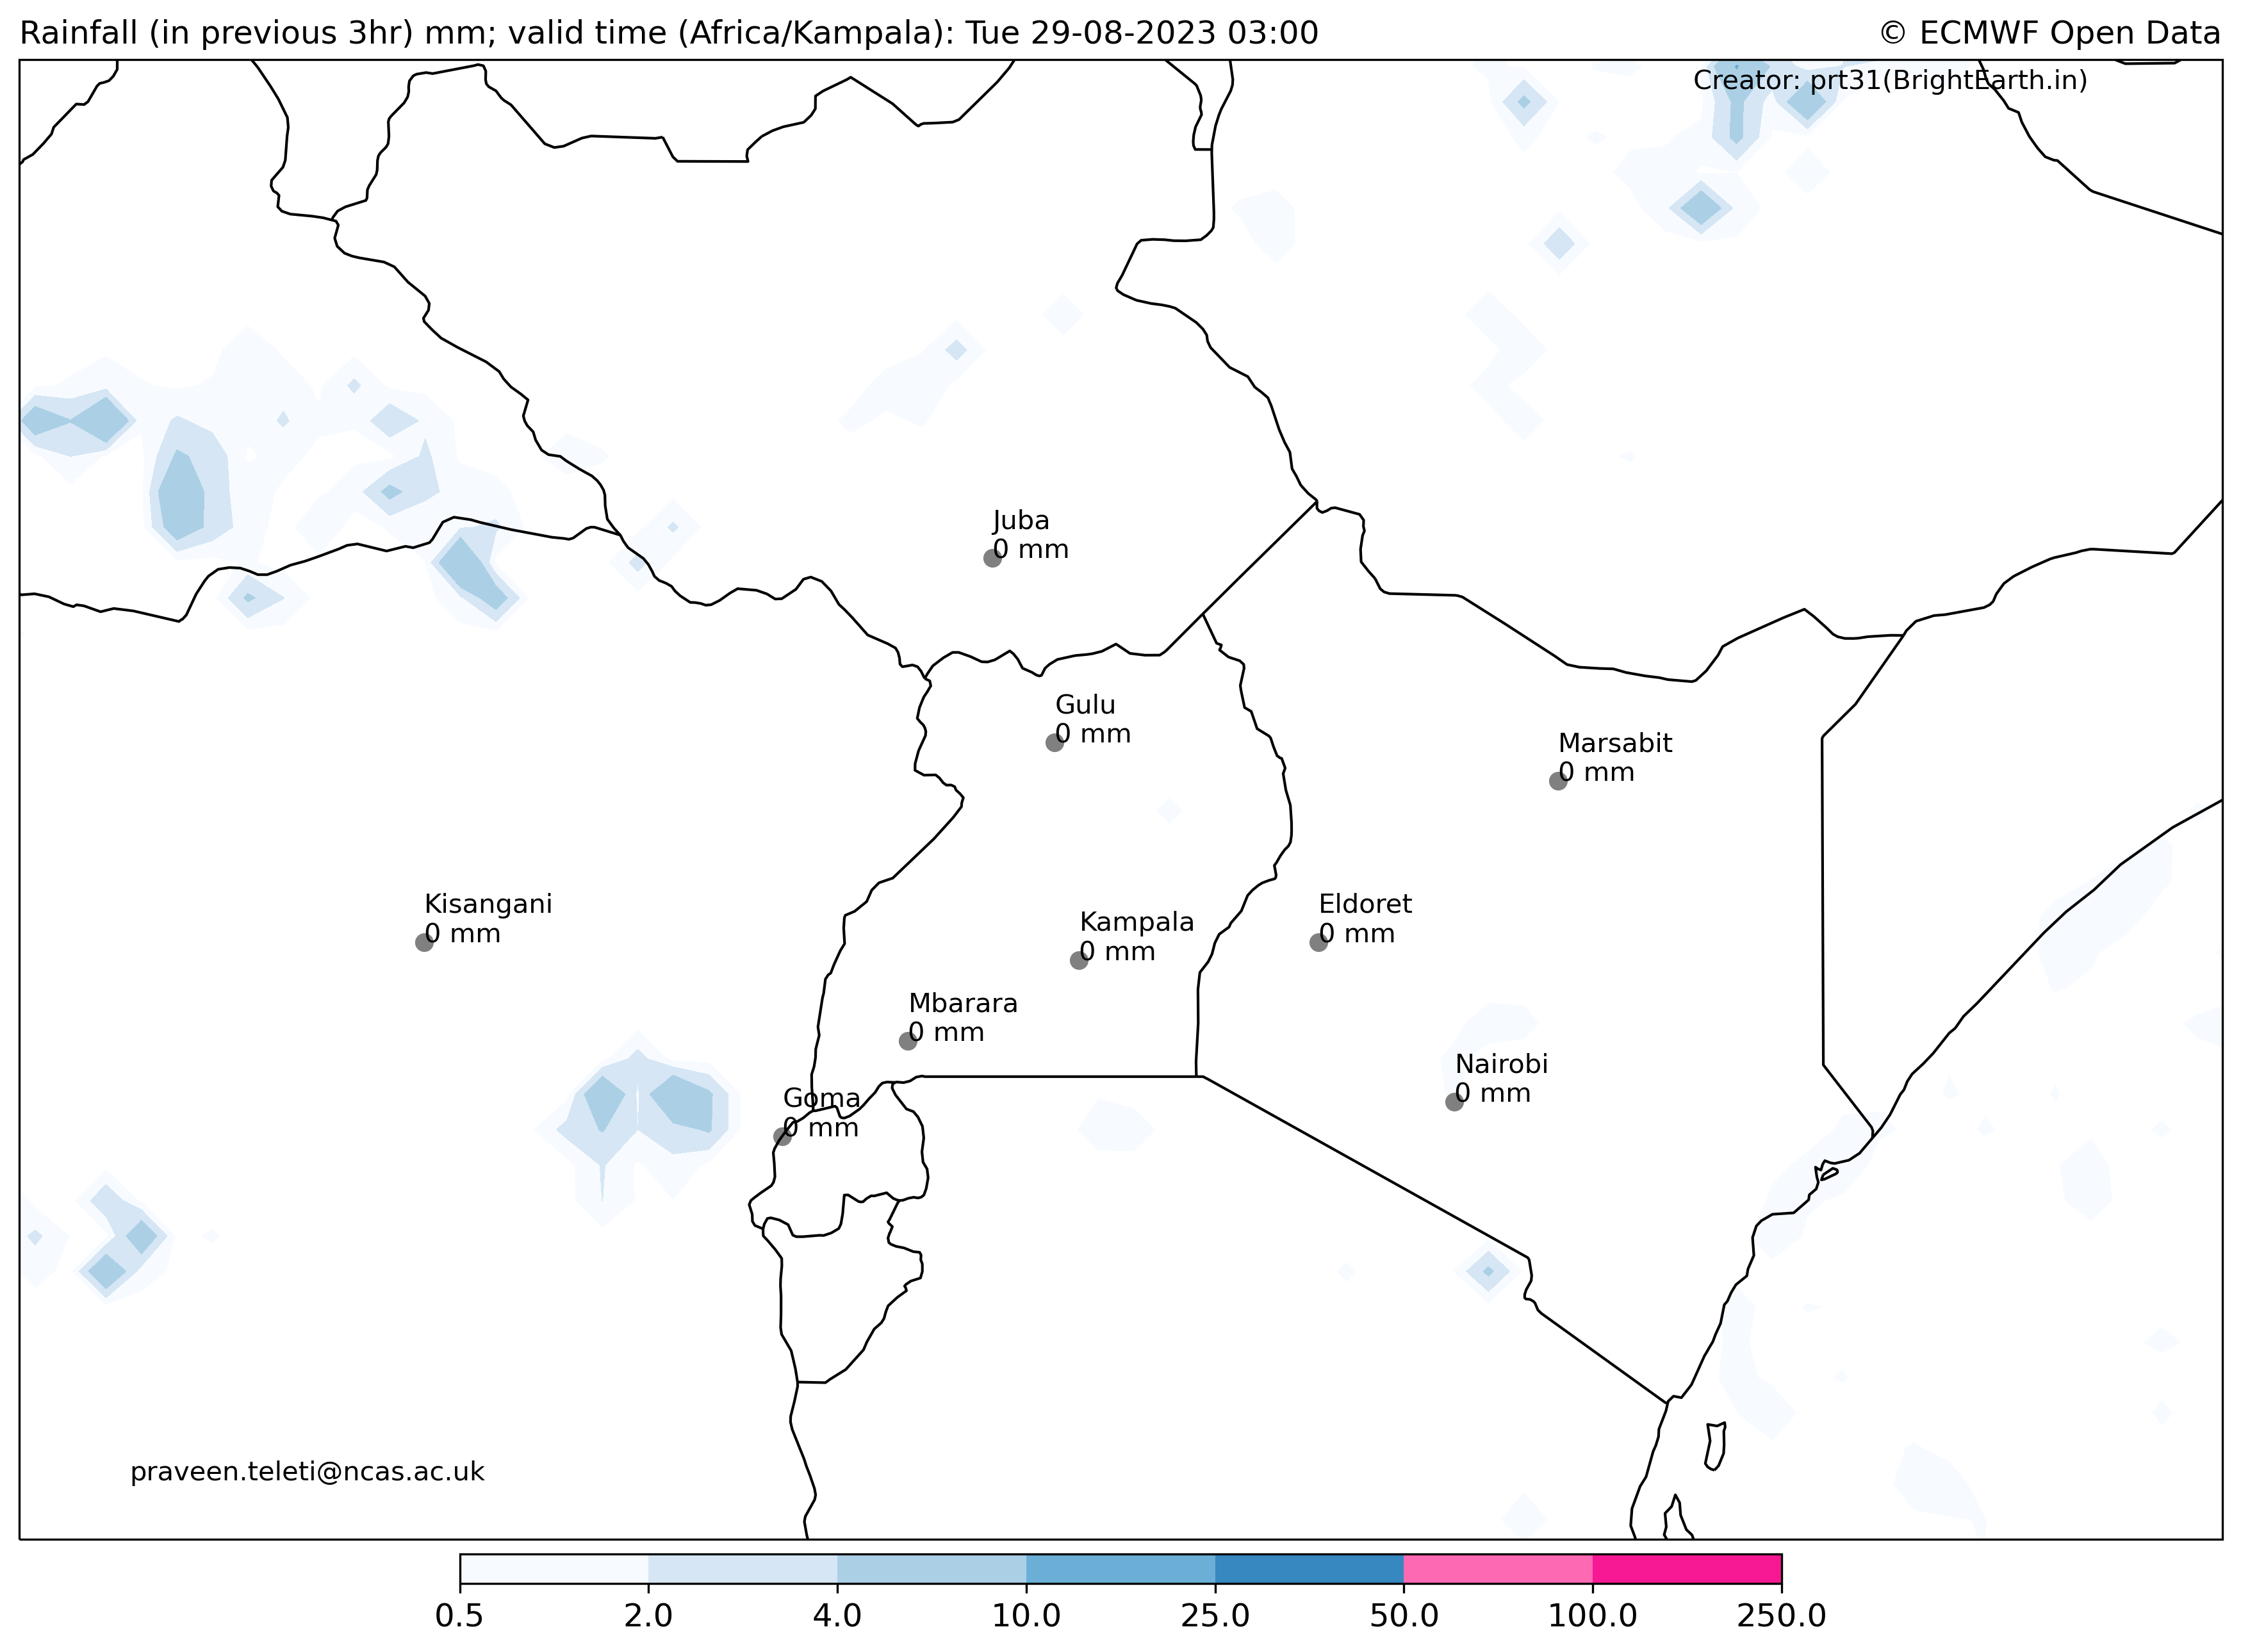 Rainfall (in previous 3hr) mm; valid time (Africa/Kampala): Tue 29-08-2023 03:00
© ECMWF Open Data
Creator: prt31(BrightEarth.in)
Juba
0 mm
Gulu
0 mm
Marsabit
0 mm
Kisangani
0 mm
Eldoret
0 mm
Kampala
0 mm
Mbarara
0 mm
Nairobi
0 mm
Goma
0 mm
praveen.teleti@ncas.ac.uk
0.5 2.0 4.0 10.0 25.0 50.0 100.0 250.0